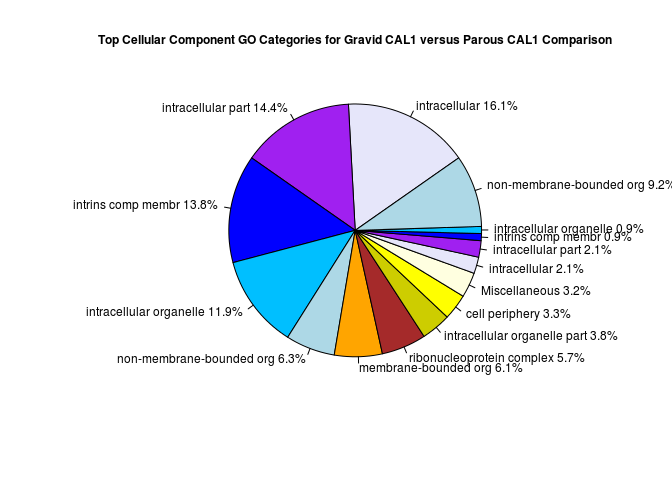 Top Cellular Component GO Categories for Gravid CAL1 versus Parous CAL1 Comparison
intracellular 16.1%
intracellular part 14.4%
non-membrane-bounded org 9.2%
intrins comp membr 13.8%
intracellular organelle 0.9%
intrins comp membr 0.9%
intracellular part 2.1%
intracellular 2.1%
Miscellaneous 3.2%
intracellular organelle 11.9%
cell periphery 3.3%
intracellular organelle part 3.8%
non-membrane-bounded org 6.3%
ribonucleoprotein complex 5.7%
membrane-bounded org 6.1%